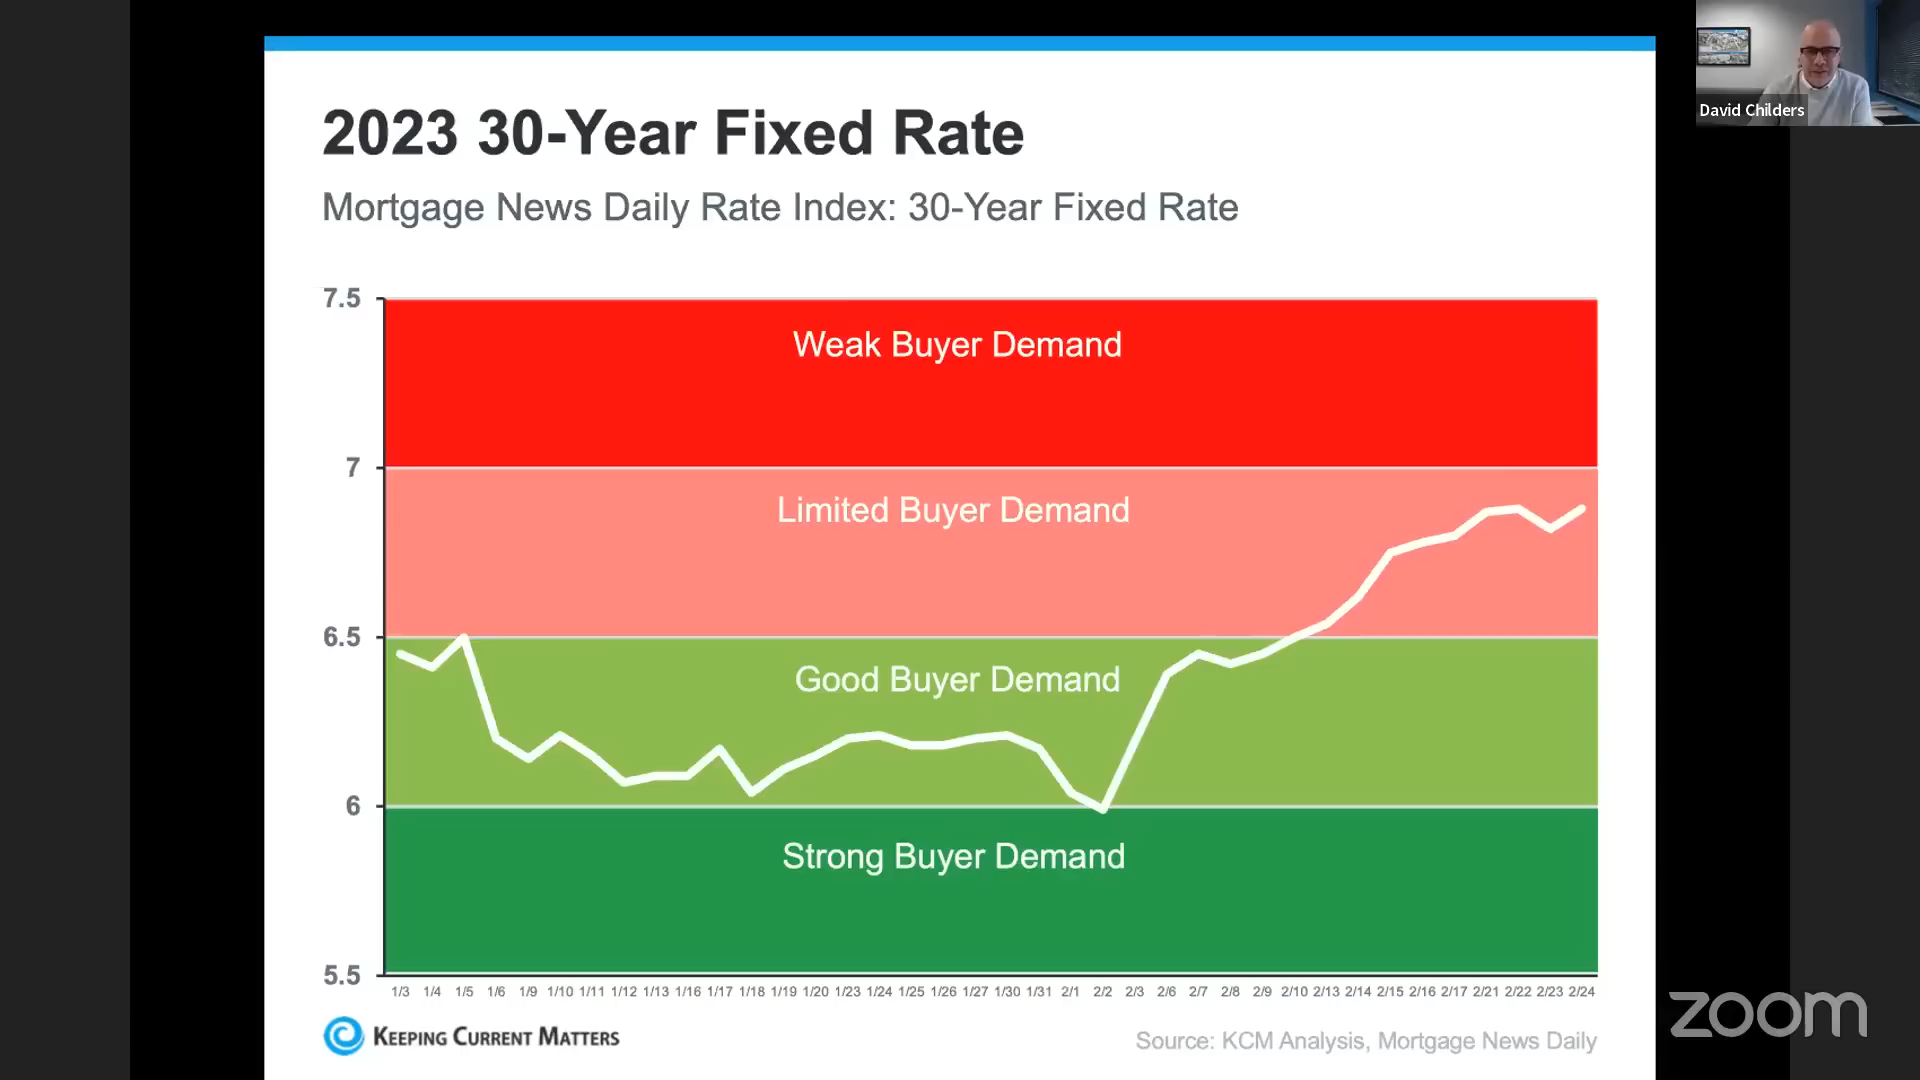 David Childers
2023 30-Year Fixed Rate
Mortgage News Daily Rate Index: 30-Year Fixed Rate
7.5
Weak Buyer Demand
7
Limited Buyer Demand
6.5
Good Buyer Demand
6
Strong Buyer Demand
5.5
1/3 1/4 1/5 1/6 1/9 1/10 1/11 1/12 1/13 1/16 1/17 1/18 1/19 1/20 1/23 1/24 1/25 1/26 1/27 1/30 1/31 2/1 2/2 2/3 2/6 2/7 2/8 2/9 2/10 2/13 2/14 2/15 2/16 2/17 2/21 2/22 2/23 2/24
KEEPING CURRENT MATTERS
Source: KCM Analysis, Mortgage News Daily
zoom